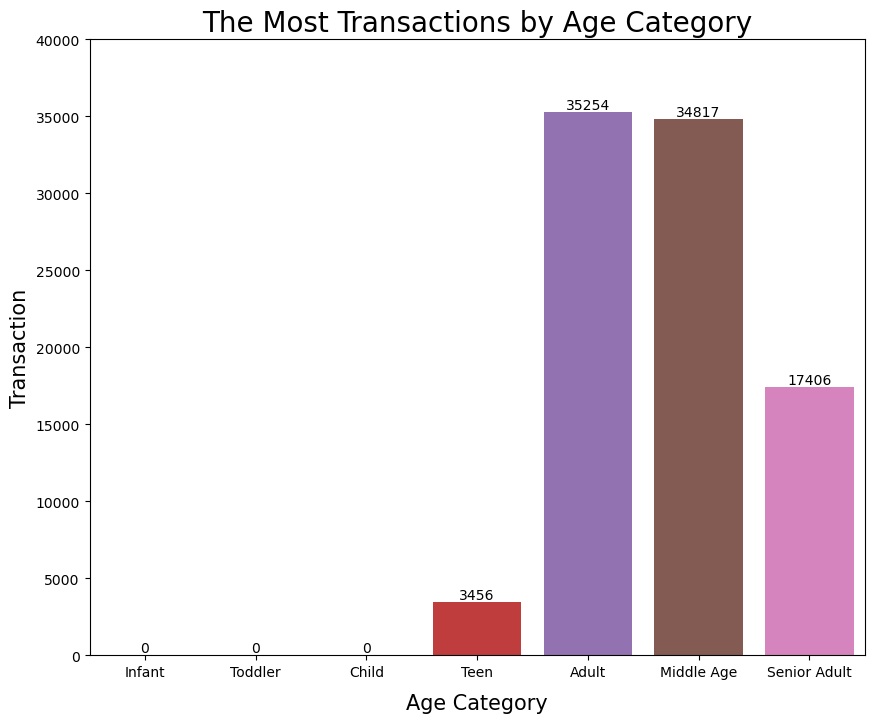 The Most Transactions by Age Category
40000
35000
30000
25000
20000
15000
10000
5000
0
Transaction
0
0
0
3456
35254
34817
17406
Infant
Toddler
Child
Teen
Adult
Middle Age
Senior Adult
Age Category